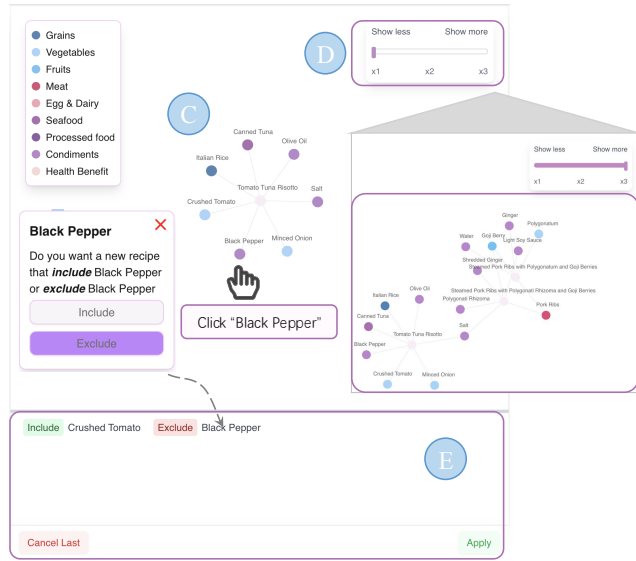 Grains
Vegetables
Fruits
Meat
Egg & Dairy
Seafood
Processed food
Condiments
Health Benefit
D
Show less Show more
x1 x2 x3
C
Canned Tuna
Olive Oil
Italian Rice
Tomato Tuna Risotto
Salt
Crushed Tomato
Black Pepper
Minced Onion
Click “Black Pepper”
Black Pepper
Do you want a new recipe
that include Black Pepper
or exclude Black Pepper
Include
Exclude
Show less Show more
x1 x2 x3
Ginger
Polygonatum
Water
Goji Berry
Light Soy Sauce
Shredded Ginger
Steamed Pork Ribs with Polygonatum and Goji Berries
Steamed Pork Ribs with Polygonati Rhizoma and Goji Berries
Olive Oil
Italian Rice
Polygonati Rhizoma
Pork Ribs
Canned Tuna
Salt
Tomato Tuna Risotto
Black Pepper
Crushed Tomato
Minced Onion
Include Crushed Tomato Exclude Black Pepper
E
Cancel Last
Apply